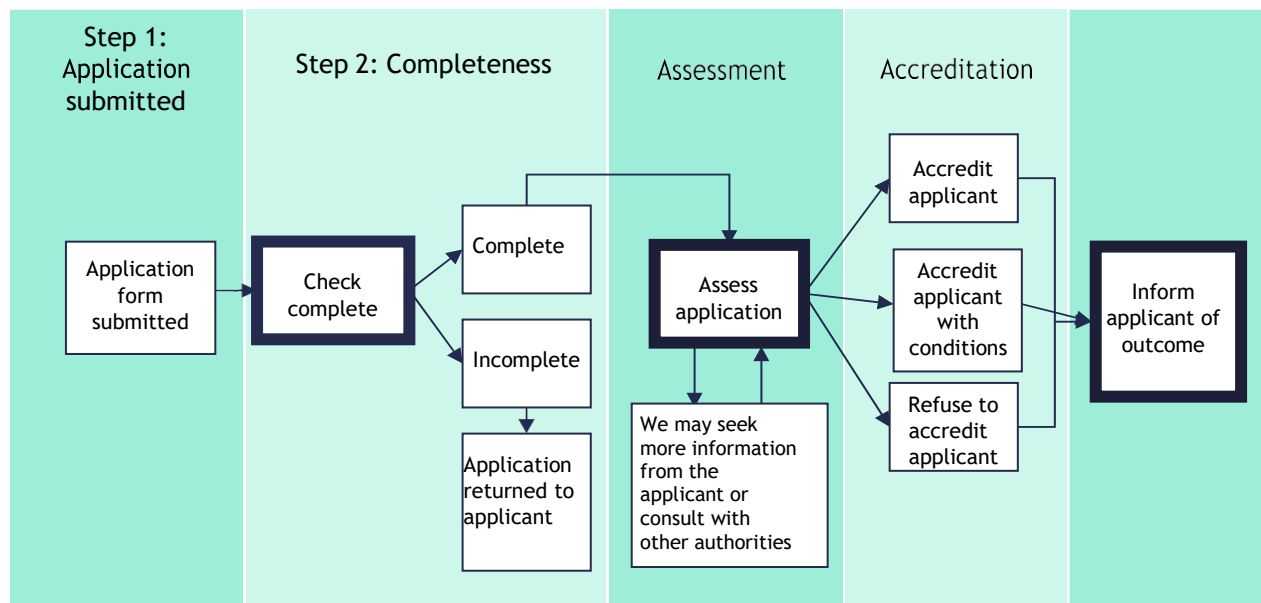 Step 1:
Application
submitted
Step 2: Completeness
Assessment
Accreditation
Application
form
submitted
Check
complete
Complete
Incomplete
Application
returned to
applicant
Assess
application
We may seek
more information
from the
applicant or
consult with
other authorities
Accredit
applicant
Accredit
applicant
with
conditions
Refuse to
accredit
applicant
Inform
applicant of
outcome